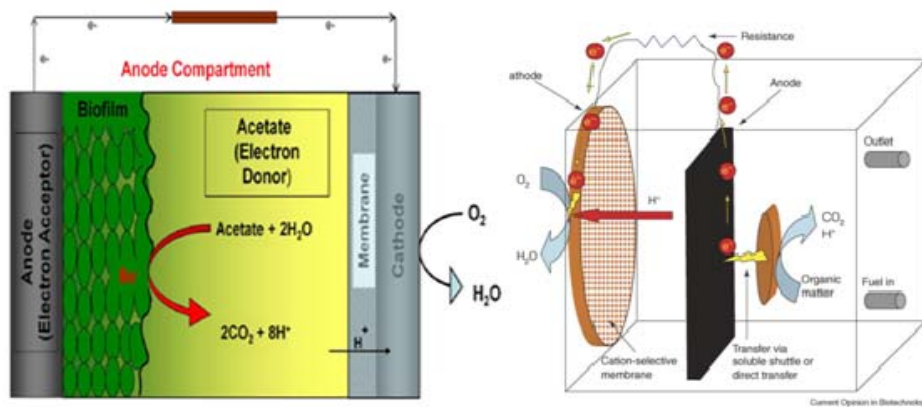 e⁻
e⁻
e⁻
e⁻
Anode Compartment
Biofilm
Acetate
(Electron
Donor)
Anode
(Electron Acceptor)
Acetate + 2H₂O
2CO₂ + 8H⁺
H⁺
Membrane
Cathode
O₂
H₂O
Resistance
athode
Anode
Outlet
O₂
H⁺
H₂O
CO₂
H⁺
Organic
matter
Fuel in
Cation-selective
membrane
Transfer via
soluble shuttle or
direct transfer
Current Opinion in Biotechnolo